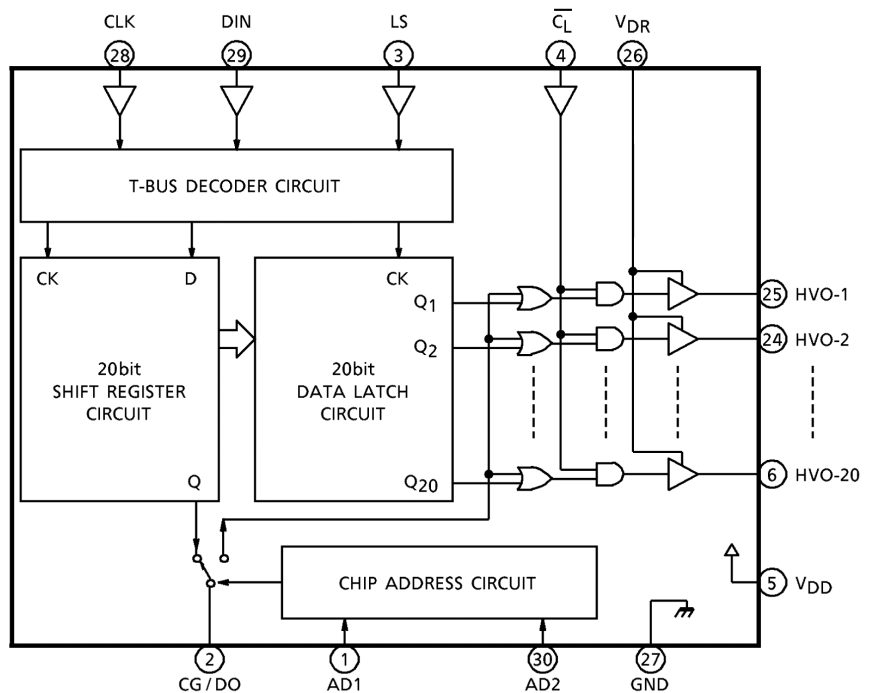 CLK DIN LS C̅L̅ VDR
28 29 3 4 26
T-BUS DECODER CIRCUIT
CK D CK
Q1
25 HVO-1
Q2
24 HVO-2
20bit
SHIFT REGISTER
CIRCUIT
20bit
DATA LATCH
CIRCUIT
Q Q20
6 HVO-20
CHIP ADDRESS CIRCUIT
5 VDD
2 1 30 27
CG/DO AD1 AD2 GND